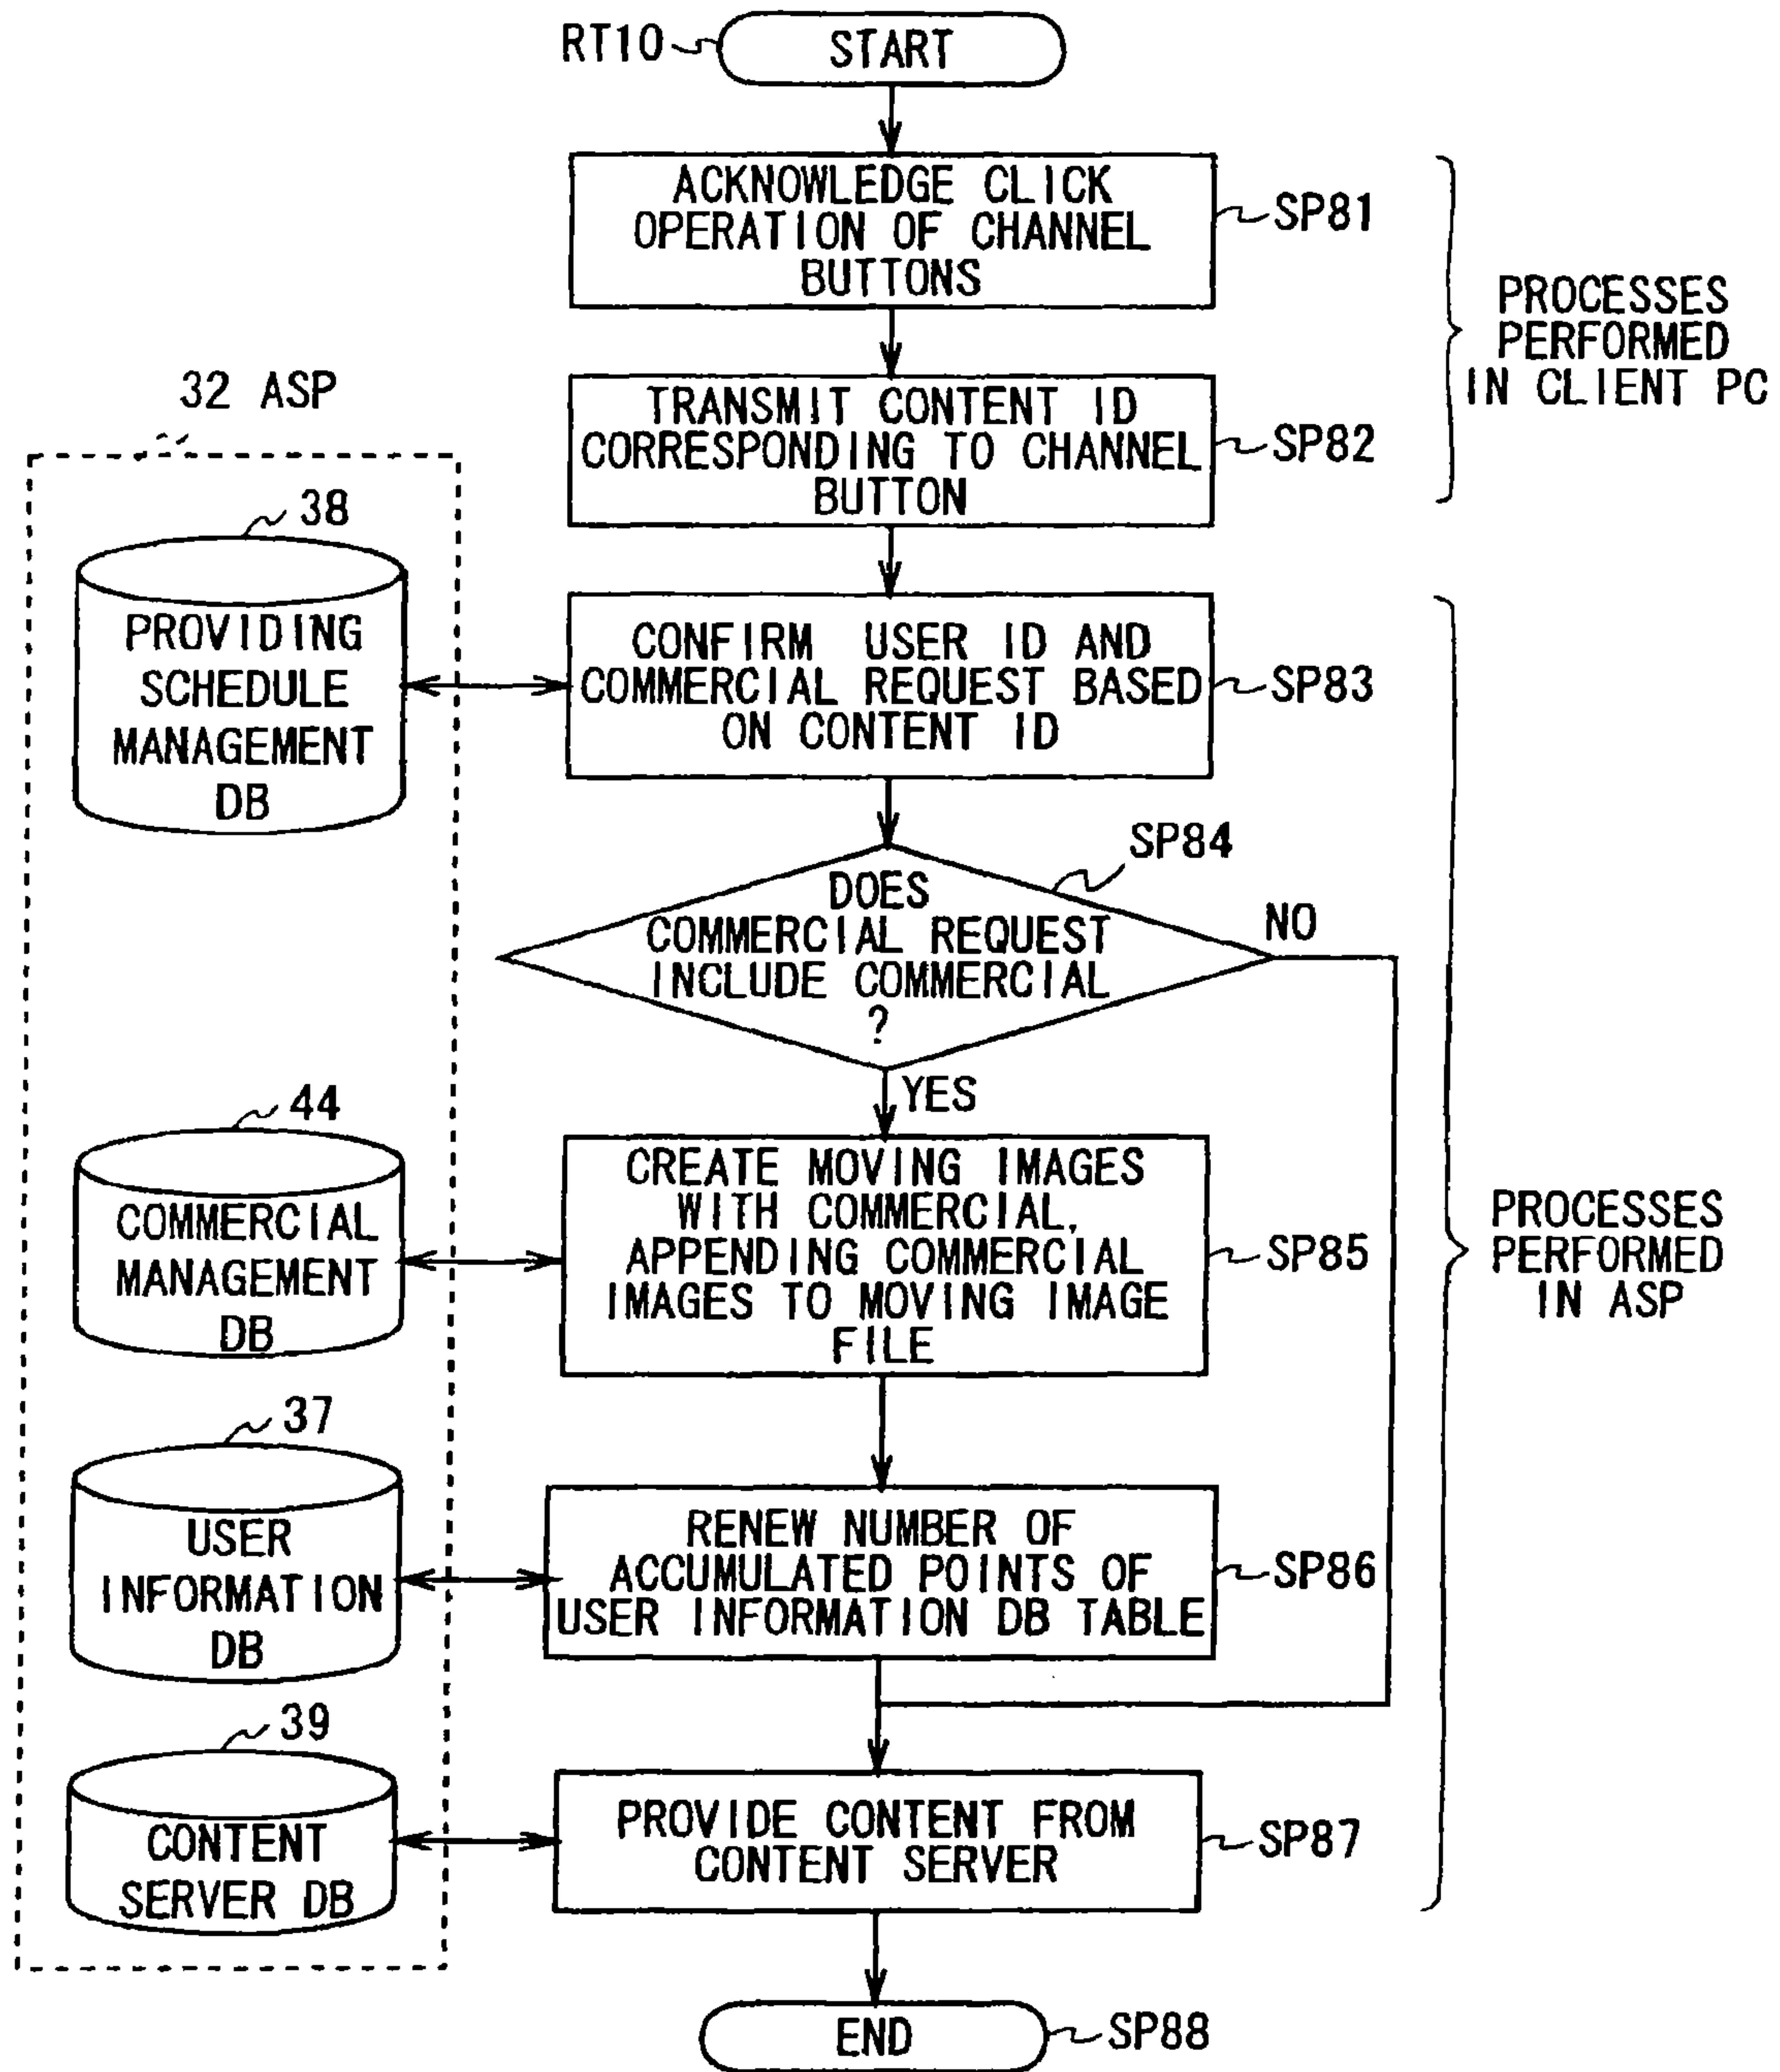 RT10
START
ACKNOWLEDGE CLICK
OPERATION OF CHANNEL
BUTTONS
SP81
PROCESSES
PERFORMED
IN CLIENT PC
TRANSMIT CONTENT ID
CORRESPONDING TO CHANNEL
BUTTON
SP82
32 ASP
38
PROVIDING
SCHEDULE
MANAGEMENT
DB
CONFIRM USER ID AND
COMMERCIAL REQUEST BASED
ON CONTENT ID
SP83
SP84
DOES
COMMERCIAL REQUEST
INCLUDE COMMERCIAL
?
NO
YES
44
COMMERCIAL
MANAGEMENT
DB
CREATE MOVING IMAGES
WITH COMMERCIAL,
APPENDING COMMERCIAL
IMAGES TO MOVING IMAGE
FILE
SP85
PROCESSES
PERFORMED
IN ASP
37
USER
INFORMATION
DB
RENEW NUMBER OF
ACCUMULATED POINTS OF
USER INFORMATION DB TABLE
SP86
39
CONTENT
SERVER DB
PROVIDE CONTENT FROM
CONTENT SERVER
SP87
END
SP88